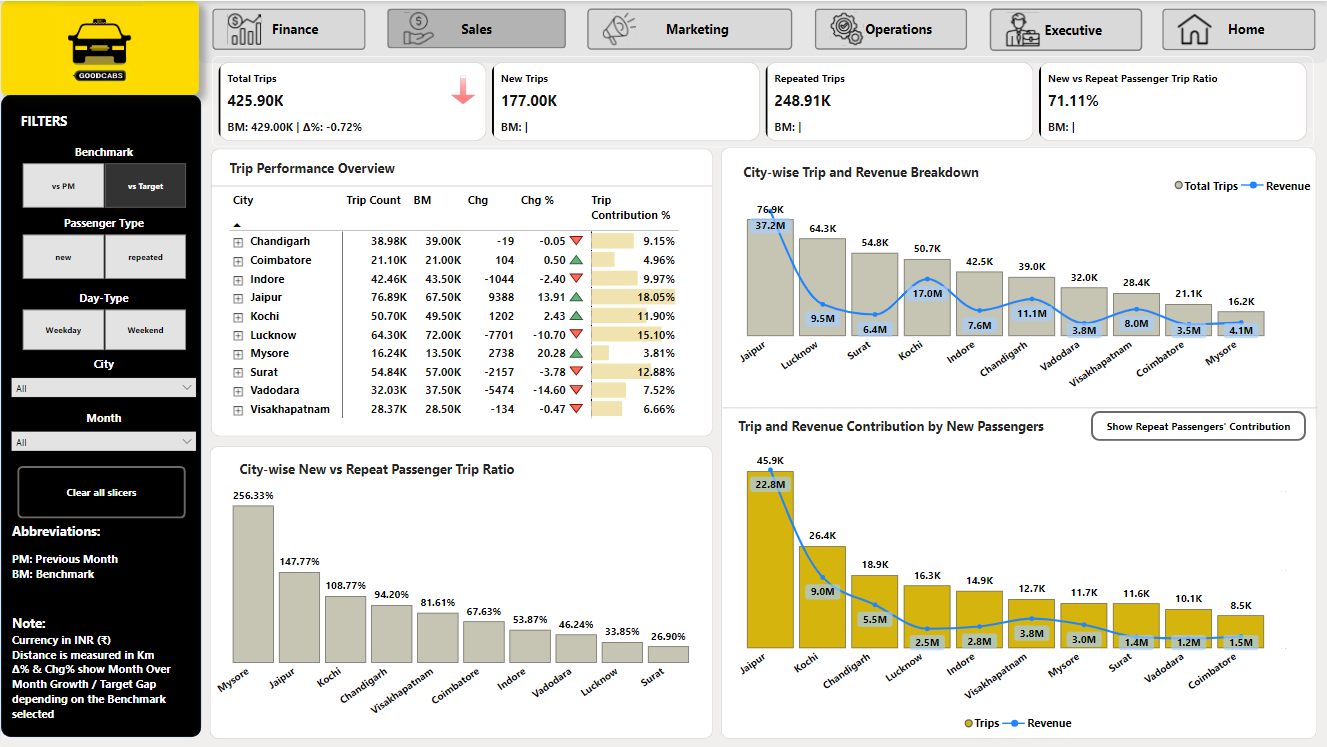 GOODCABS
Finance
Sales
Marketing
Operations
Executive
Home
FILTERS
Benchmark
vs PM
vs Target
Passenger Type
new
repeated
Day-Type
Weekday
Weekend
City
All
Month
All
Clear all slicers
Abbreviations:
PM: Previous Month
BM: Benchmark
Note:
Currency in INR (₹)
Distance is measured in Km
Δ% & Chg% show Month Over
Month Growth / Target Gap
depending on the Benchmark
selected
Total Trips
425.90K
BM: 429.00K | Δ%: -0.72%
New Trips
177.00K
BM: |
Repeated Trips
248.91K
BM: |
New vs Repeat Passenger Trip Ratio
71.11%
BM: |
Trip Performance Overview
City Trip Count BM Chg Chg % Trip
Contribution %
Chandigarh 38.98K 39.00K -19 -0.05 9.15%
Coimbatore 21.10K 21.00K 104 0.50 4.96%
Indore 42.46K 43.50K -1044 -2.40 9.97%
Jaipur 76.89K 67.50K 9388 13.91 18.05%
Kochi 50.70K 49.50K 1202 2.43 11.90%
Lucknow 64.30K 72.00K -7701 -10.70 15.10%
Mysore 16.24K 13.50K 2738 20.28 3.81%
Surat 54.84K 57.00K -2157 -3.78 12.88%
Vadodara 32.03K 37.50K -5474 -14.60 7.52%
Visakhapatnam 28.37K 28.50K -134 -0.47 6.66%
City-wise New vs Repeat Passenger Trip Ratio
256.33% 147.77% 108.77% 94.20% 81.61% 67.63% 53.87% 46.24% 33.85% 26.90%
Mysore Jaipur Kochi Chandigarh Visakhapatnam Coimbatore Indore Vadodara Lucknow Surat
City-wise Trip and Revenue Breakdown
Total Trips Revenue
76.9K 64.3K 54.8K 50.7K 42.5K 39.0K 32.0K 28.4K 21.1K 16.2K
37.2M 9.5M 6.4M 17.0M 7.6M 11.1M 3.8M 8.0M 3.5M 4.1M
Jaipur Lucknow Surat Kochi Indore Chandigarh Vadodara Visakhapatnam Coimbatore Mysore
Trip and Revenue Contribution by New Passengers
Show Repeat Passengers' Contribution
45.9K 26.4K 18.9K 16.3K 14.9K 12.7K 11.7K 11.6K 10.1K 8.5K
22.8M 9.0M 5.5M 2.5M 2.8M 3.8M 3.0M 1.4M 1.2M 1.5M
Jaipur Kochi Chandigarh Lucknow Indore Visakhapatnam Mysore Surat Vadodara Coimbatore
Trips Revenue